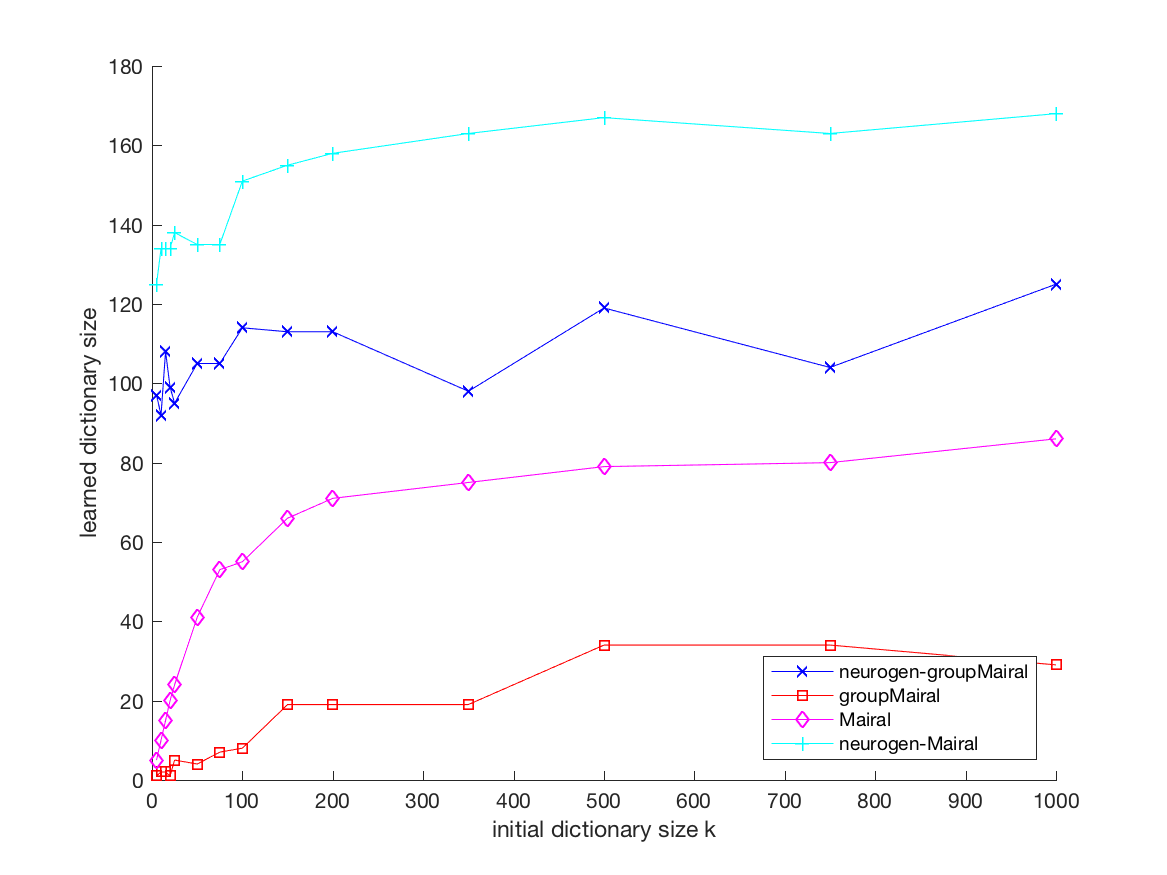 180
160
140
120
100
80
60
40
20
0
learned dictionary size
neurogen-groupMairal
groupMairal
Mairal
neurogen-Mairal
0 100 200 300 400 500 600 700 800 900 1000
initial dictionary size k